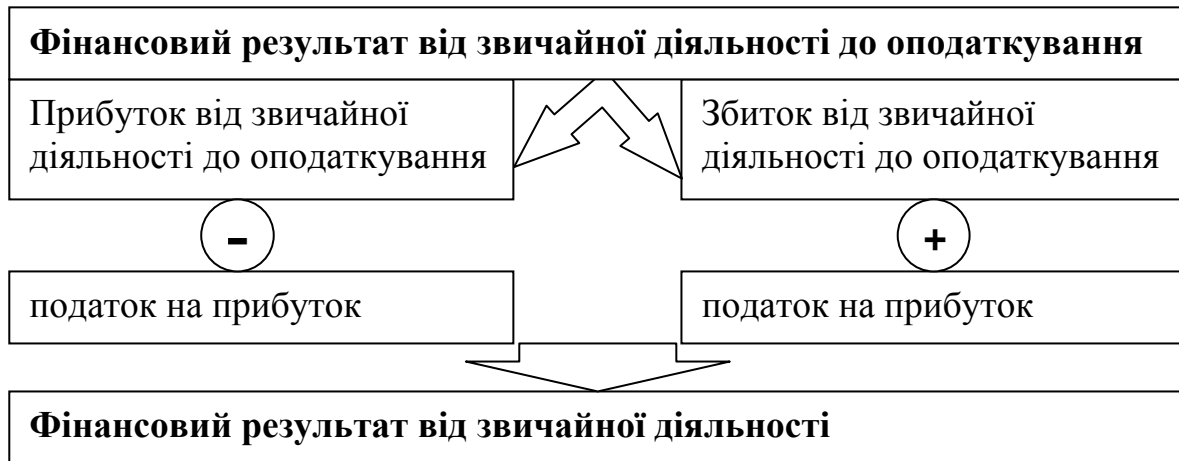 Фінансовий результат від звичайної діяльності до оподаткування
Прибуток від звичайної
діяльності до оподаткування
Збиток від звичайної
діяльності до оподаткування
-
+
податок на прибуток
податок на прибуток
Фінансовий результат від звичайної діяльності